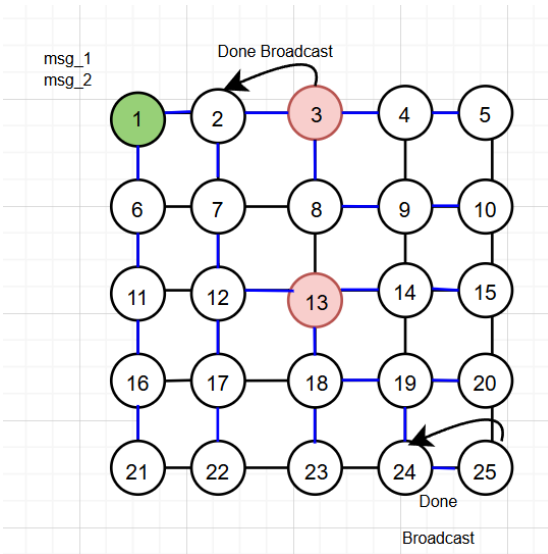 Done Broadcast
msg_1
msg_2
1 2 3 4 5
6 7 8 9 10
11 12 13 14 15
16 17 18 19 20
21 22 23 24 25
Done
Broadcast